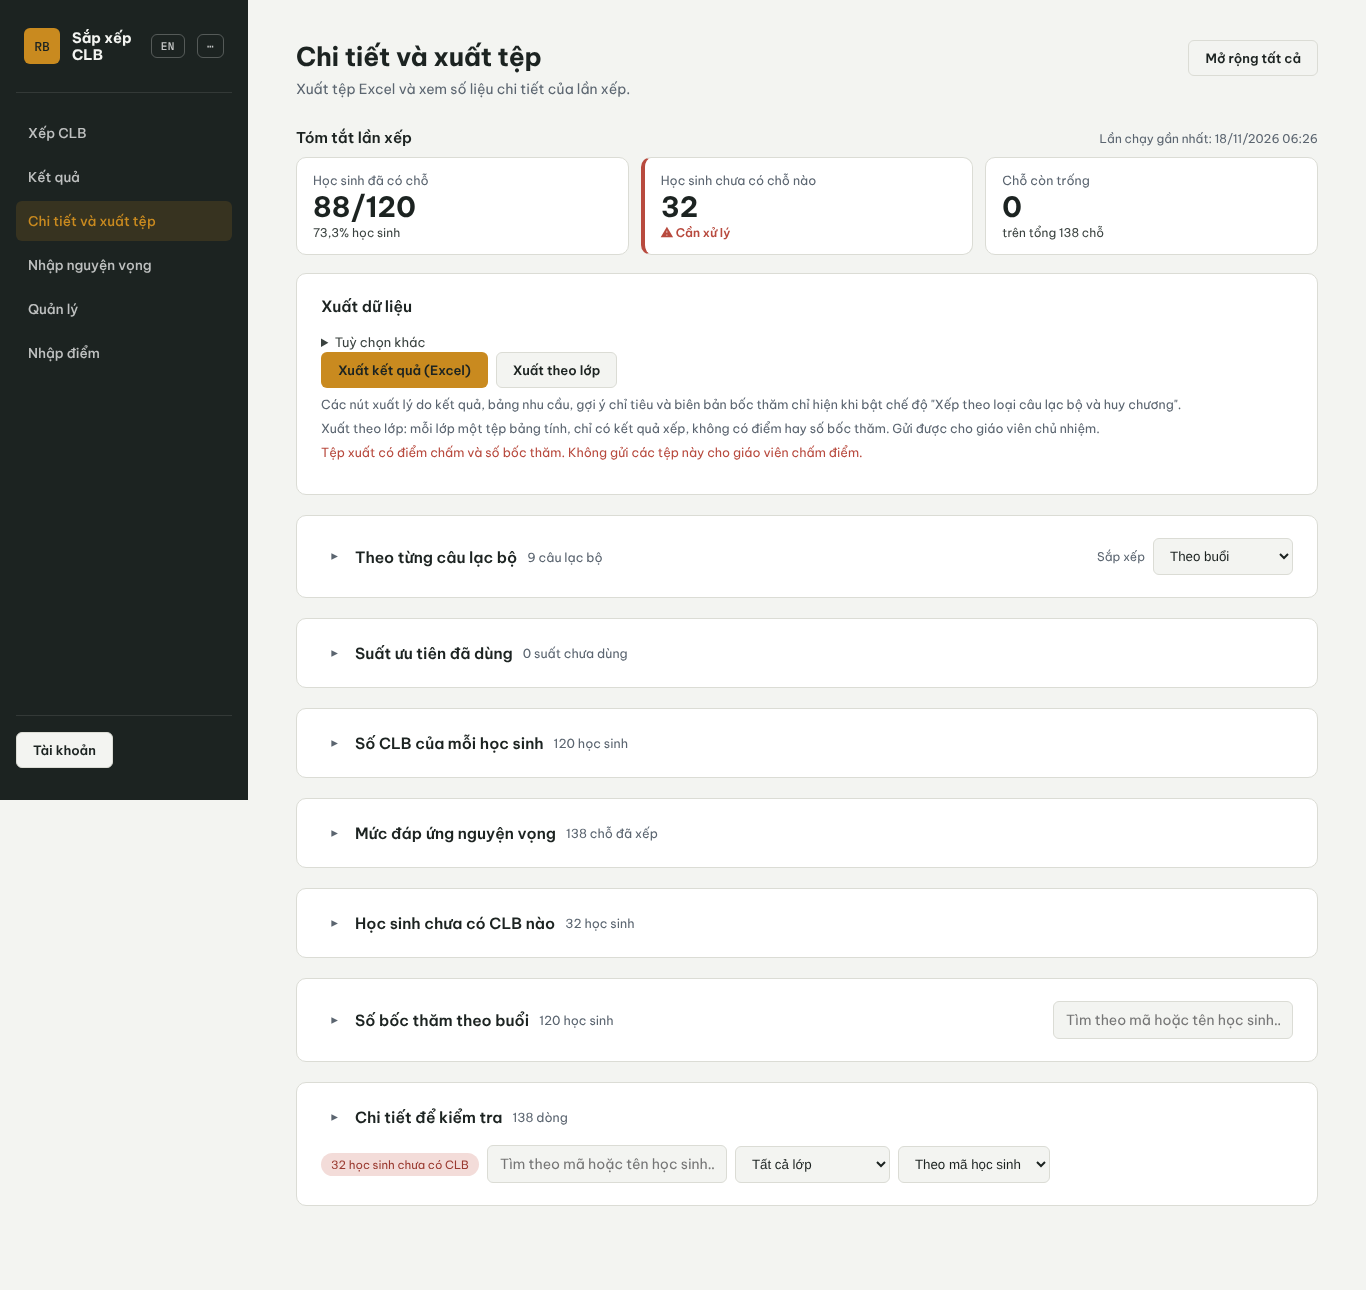 RB
Sắp xếp
CLB
EN
⋯
Xếp CLB
Kết quả
Chi tiết và xuất tệp
Nhập nguyện vọng
Quản lý
Nhập điểm
Tài khoản
Chi tiết và xuất tệp
Mở rộng tất cả
Xuất tệp Excel và xem số liệu chi tiết của lần xếp.
Tóm tắt lần xếp
Lần chạy gần nhất: 18/11/2026 06:26
Học sinh đã có chỗ
88/120
73,3% học sinh
Học sinh chưa có chỗ nào
32
Cần xử lý
Chỗ còn trống
0
trên tổng 138 chỗ
Xuất dữ liệu
Tuỳ chọn khác
Xuất kết quả (Excel)
Xuất theo lớp
Các nút xuất lý do kết quả, bảng nhu cầu, gợi ý chỉ tiêu và biên bản bốc thăm chỉ hiện khi bật chế độ "Xếp theo loại câu lạc bộ và huy chương".
Xuất theo lớp: mỗi lớp một tệp bảng tính, chỉ có kết quả xếp, không có điểm hay số bốc thăm. Gửi được cho giáo viên chủ nhiệm.
Tệp xuất có điểm chấm và số bốc thăm. Không gửi các tệp này cho giáo viên chấm điểm.
Theo từng câu lạc bộ 9 câu lạc bộ
Sắp xếp
Theo buổi
Suất ưu tiên đã dùng 0 suất chưa dùng
Số CLB của mỗi học sinh 120 học sinh
Mức đáp ứng nguyện vọng 138 chỗ đã xếp
Học sinh chưa có CLB nào 32 học sinh
Số bốc thăm theo buổi 120 học sinh
Tìm theo mã hoặc tên học sinh..
Chi tiết để kiểm tra 138 dòng
32 học sinh chưa có CLB
Tìm theo mã hoặc tên học sinh..
Tất cả lớp
Theo mã học sinh